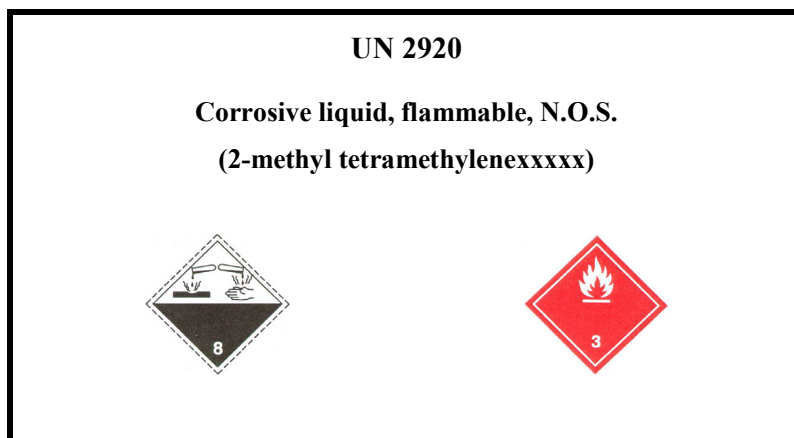 UN 2920
Corrosive liquid, flammable, N.O.S.
(2-methyl tetramethylenexxxxx)
8
3